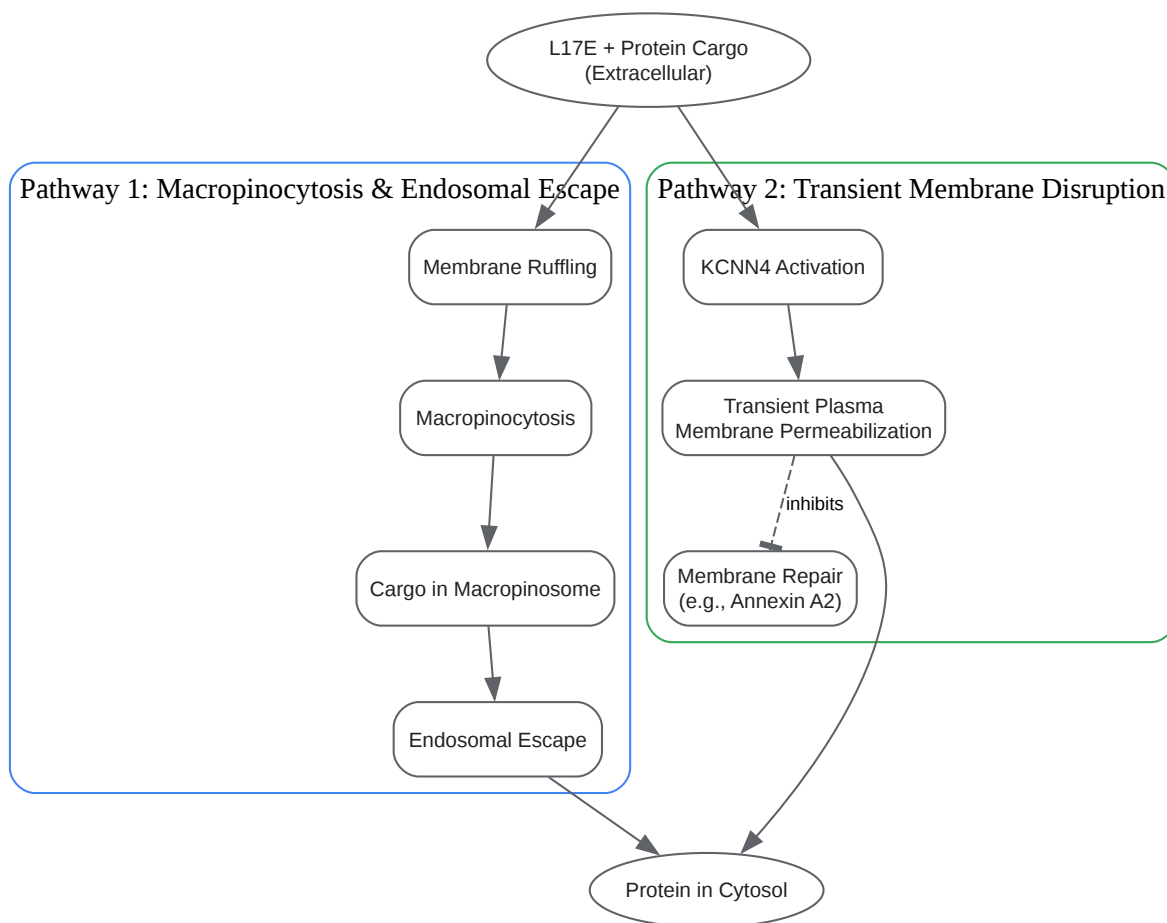 L17E + Protein Cargo
(Extracellular)
Pathway 1: Macropinocytosis & Endosomal Escape
Membrane Ruffling
Macropinocytosis
Cargo in Macropinosome
Endosomal Escape
Pathway 2: Transient Membrane Disruption
KCNN4 Activation
Transient Plasma
Membrane Permeabilization
inhibits
Membrane Repair
(e.g., Annexin A2)
Protein in Cytosol